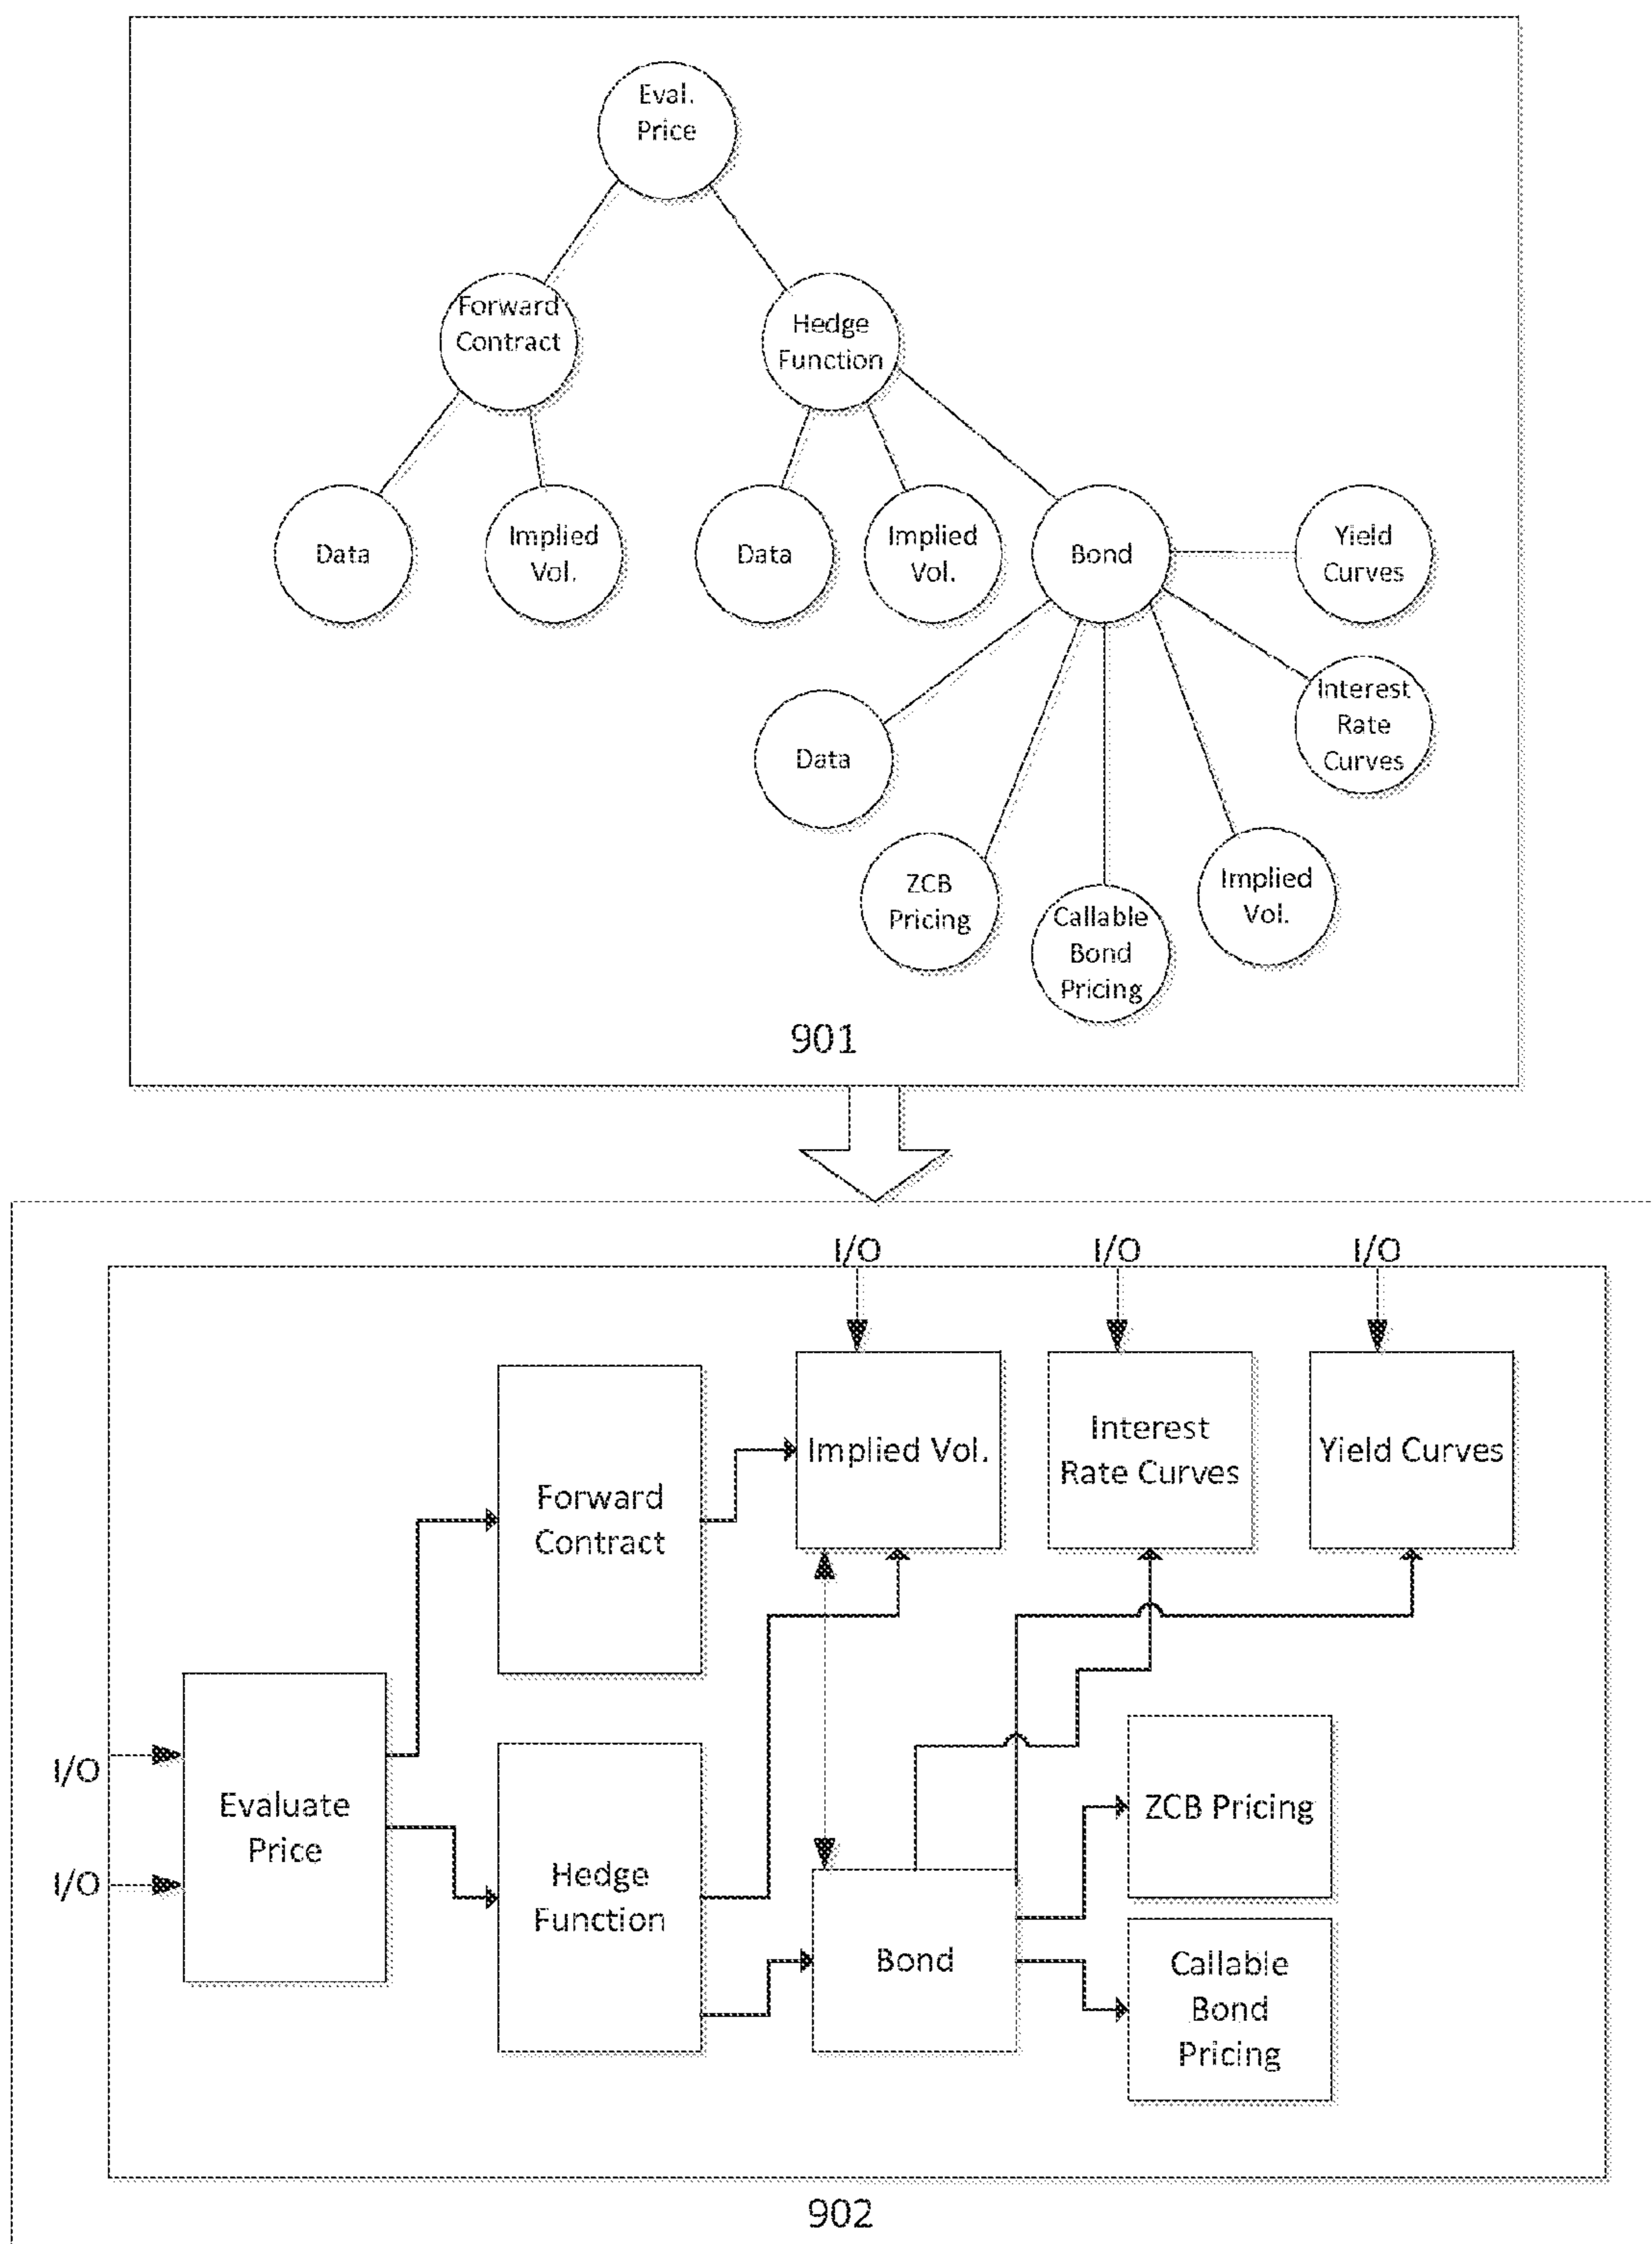 Eval.
Price
Forward
Contract
Hedge
Function
Data
Implied
Vol.
Data
Implied
Vol.
Bond
Yield
Curves
Data
ZCB
Pricing
Callable
Bond
Pricing
Implied
Vol.
Interest
Rate
Curves
901
I/O
I/O
I/O
Forward
Contract
Implied Vol.
Interest
Rate Curves
Yield Curves
I/O
I/O
Evaluate
Price
Hedge
Function
Bond
ZCB Pricing
Callable
Bond
Pricing
902